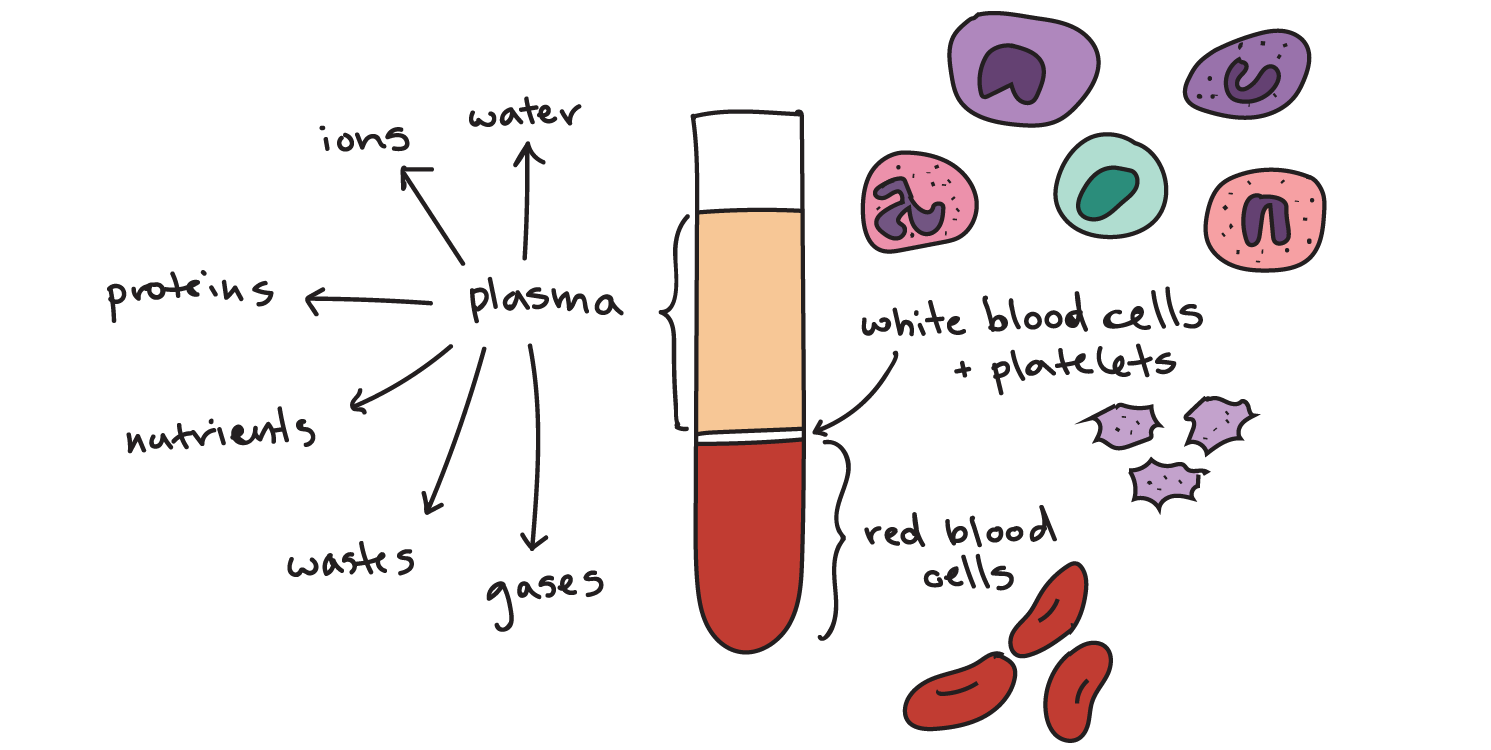 ions
water
proteins
plasma
nutrients
wastes
gases
white blood cells
+ platelets
red blood
cells